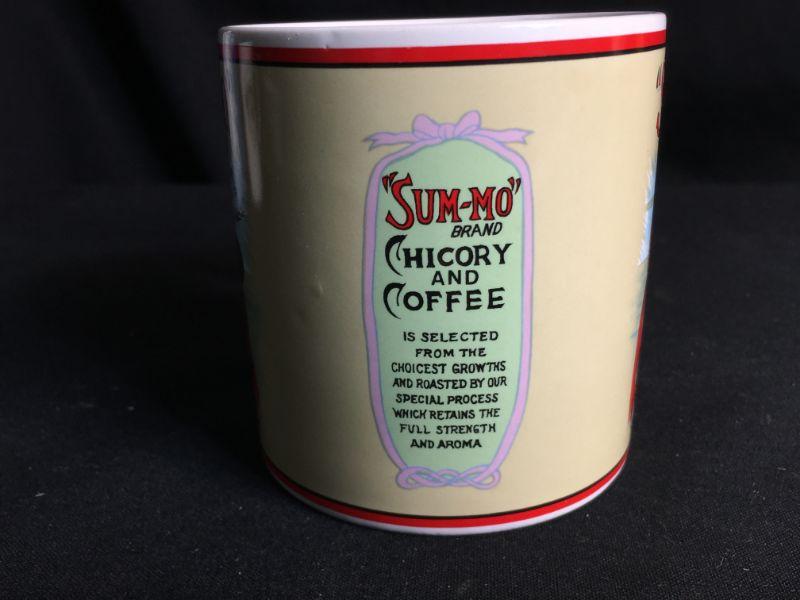 "SUM-MO"
BRAND
CHICORY
AND
COFFEE
IS SELECTED
FROM THE
CHOICEST GROWTHS
AND ROASTED BY OUR
SPECIAL PROCESS
WHICH RETAINS THE
FULL STRENGTH
AND AROMA